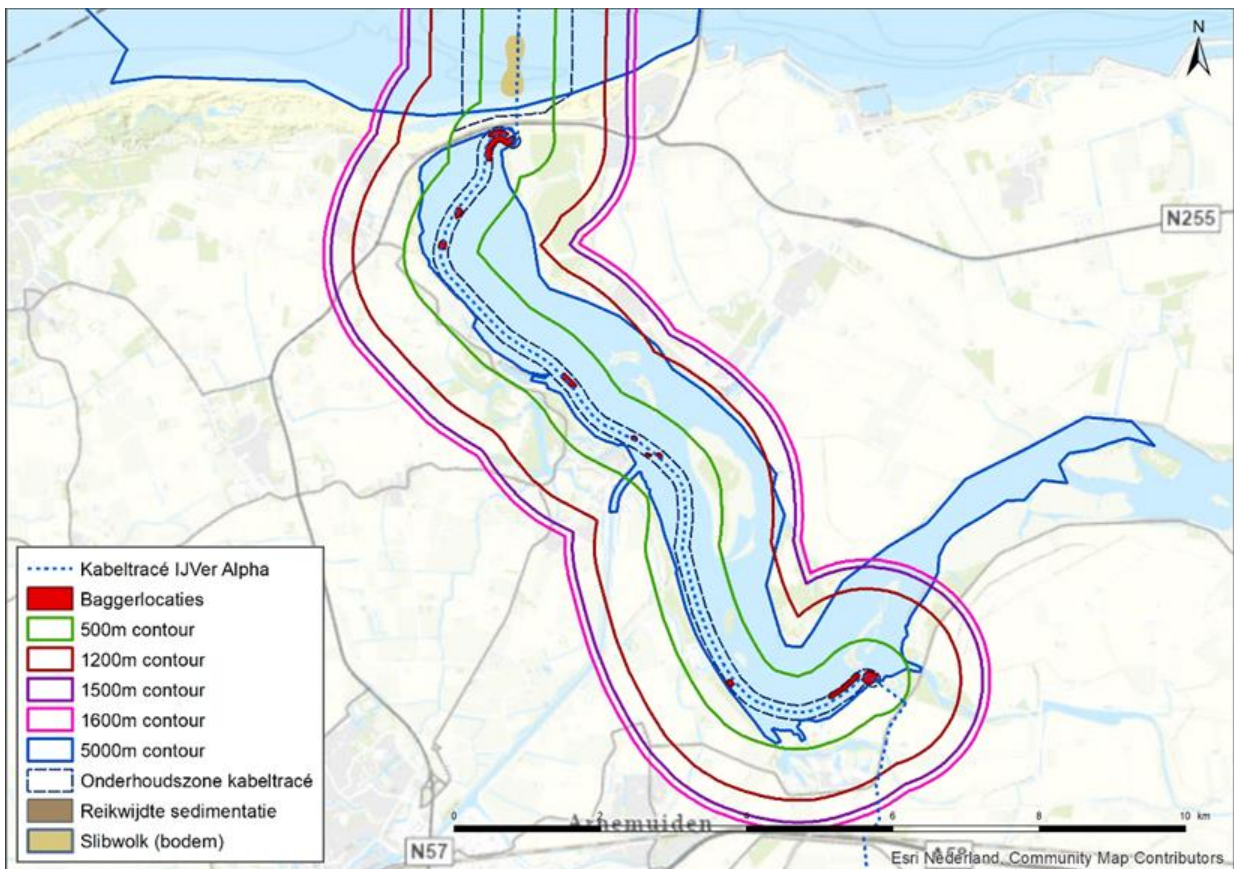 N
N255
Kabeltracé IJVer Alpha
Baggerlocaties
500m contour
1200m contour
1500m contour
1600m contour
5000m contour
Onderhoudszone kabeltracé
Reikwijdte sedimentatie
Slibwolk (bodem)
0 2 4 6 8 10 km
Arnemuiden
N57
A58
Esri Nederland, Community Map Contributors